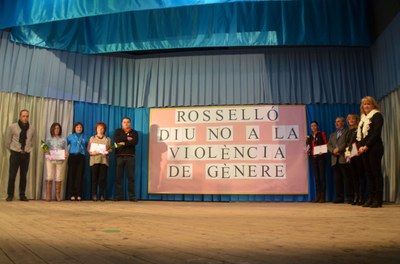 ROSSELLÓ
DIU NO A LA
VIOLÈNCIA
DE GÈNERE